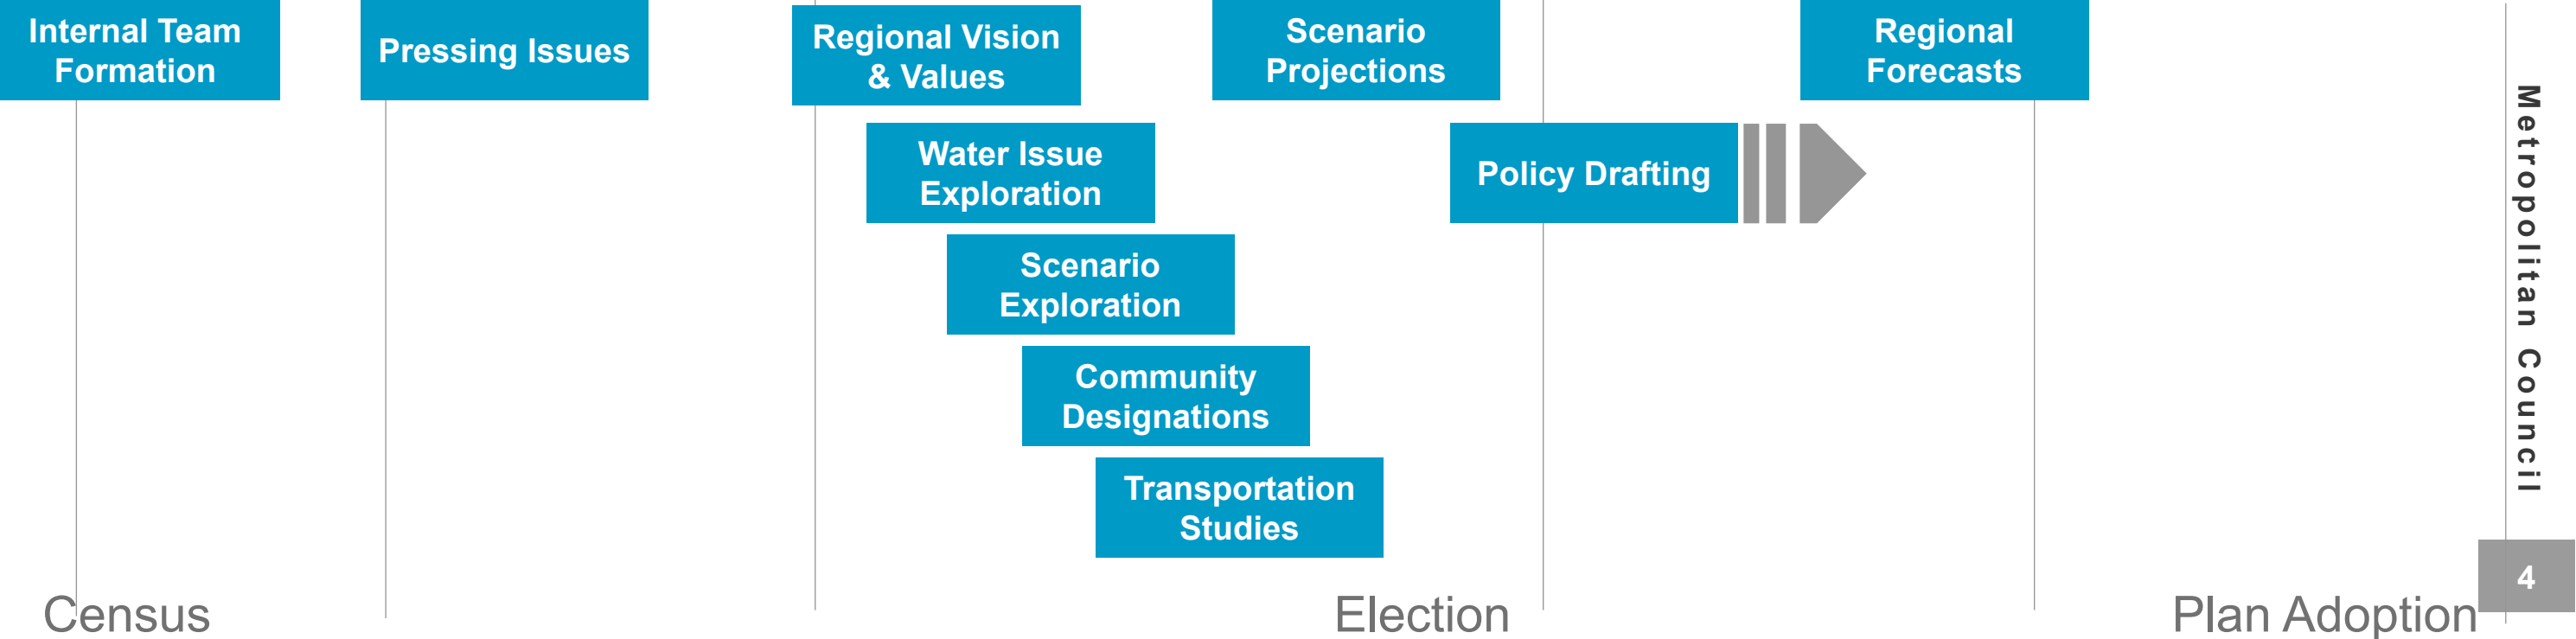 Internal Team
Formation
Pressing Issues
Regional Vision
& Values
Scenario
Projections
Regional
Forecasts
Water Issue
Exploration
Policy Drafting
Scenario
Exploration
Community
Designations
Transportation
Studies
Census
Election
Plan Adoption
Metropolitan Council
4